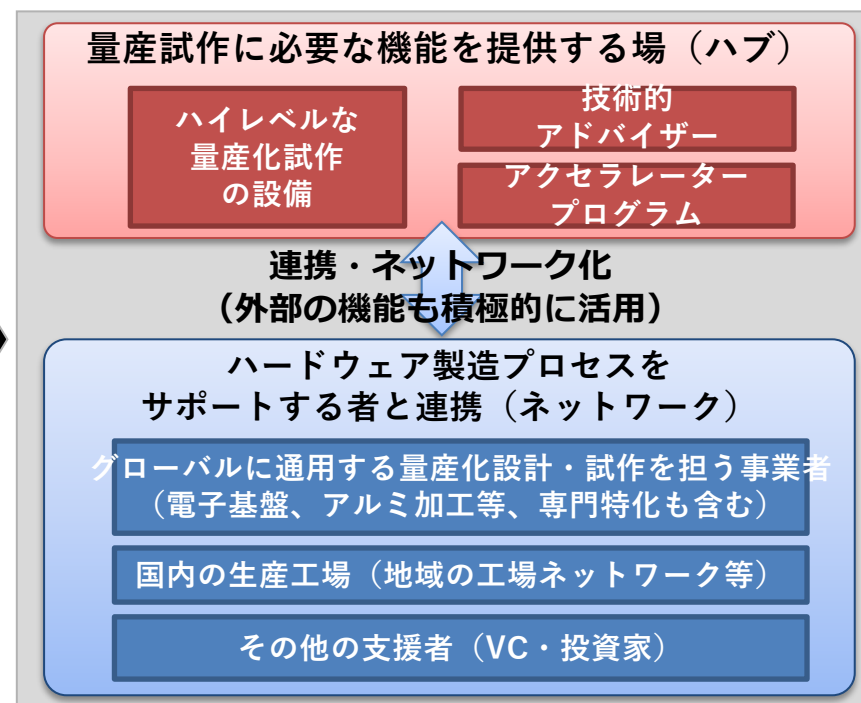 量産試作に必要な機能を提供する場（ハブ）
ハイレベルな
量産化試作
の設備
技術的
アドバイザー
アクセラレーター
プログラム
連携・ネットワーク化
（外部の機能も積極的に活用）
ハードウェア製造プロセスを
サポートする者と連携（ネットワーク）
グローバルに通用する量産化設計・試作を担う事業者
（電子基盤、アルミ加工等、専門特化も含む）
国内の生産工場（地域の工場ネットワーク等）
その他の支援者（VC・投資家）